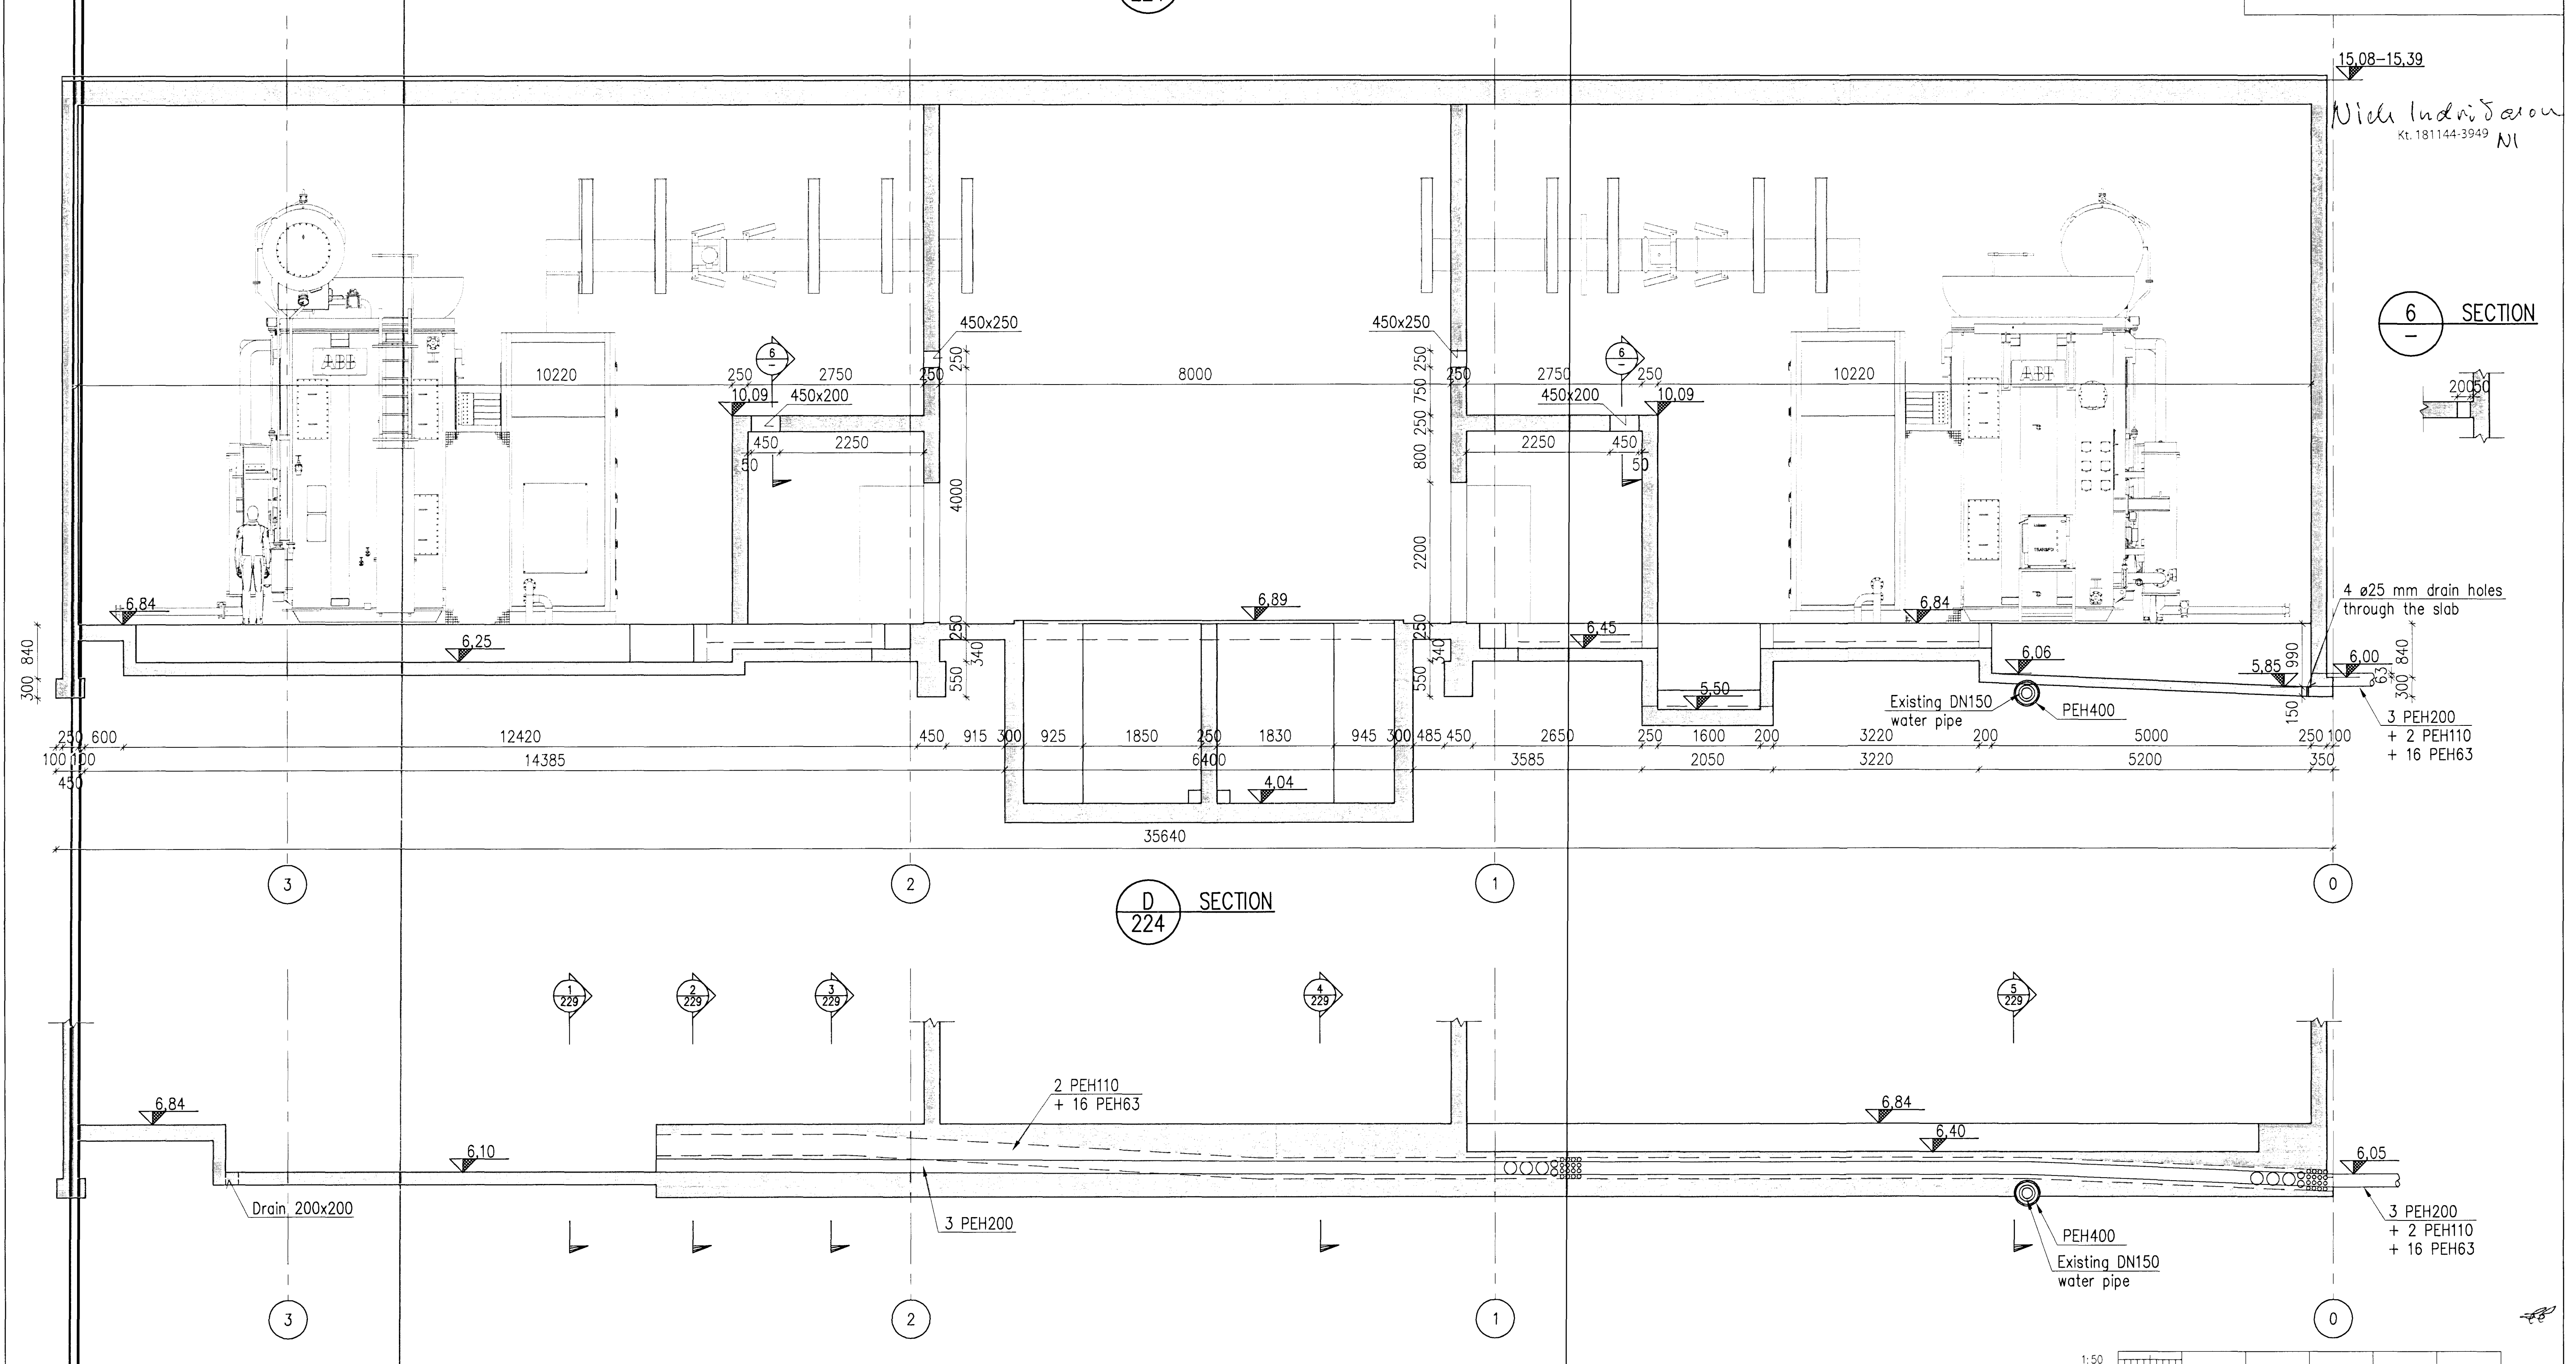 224
15,08–15,39
Kt. 181144-3949
NI
450x250
450x250
6
–
SECTION
6
–
6
–
10220
250
2750
250
250
8000
250
250
2750
250
10220
750
10,09
450x200
450x200
10,09
20050
450
2250
50
250
800
2250
450
50
4000
2200
4 ø25 mm drain holes
through the slab
6,84
6,89
6,84
6,25
250
340
550
250
340
550
6,45
840
300
5,50
6,06
5,85
990
150
6,00
63
840
300
Existing DN150
water pipe
PEH400
3 PEH200
+ 2 PEH110
+ 16 PEH63
250 600 12420 450 915 300 925 1850 250 1830 945 300 485 450 2650 250 1600 200 3220 200 5000 250 100
100 100 14385 6400 3585 2050 3220 5200 350
450
4,04
35640
3
2
1
0
D
224
SECTION
1
229
2
229
3
229
4
229
5
229
2 PEH110
+ 16 PEH63
6,84
6,84
6,40
6,10
6,05
Drain 200x200
3 PEH200
3 PEH200
+ 2 PEH110
+ 16 PEH63
PEH400
Existing DN150
water pipe
3
2
1
0
1:50